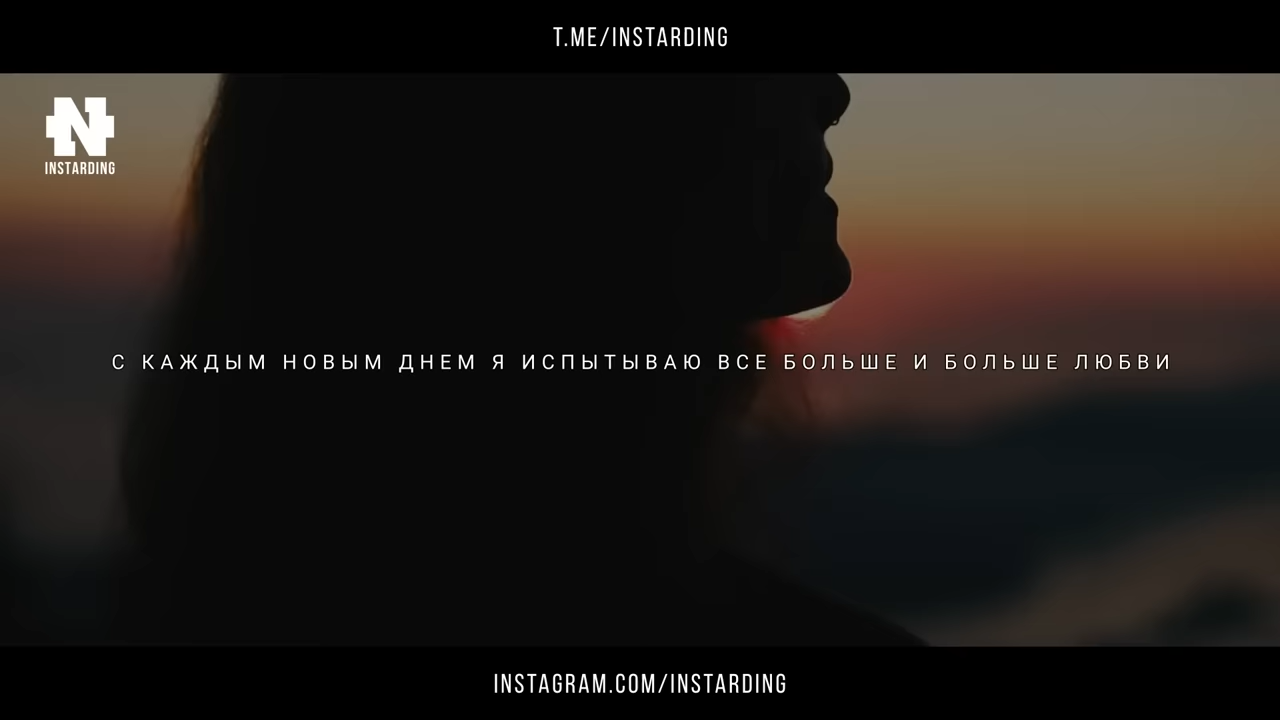 T.ME/INSTARDING
N
INSTARDING
С КАЖДЫМ НОВЫМ ДНЕМ Я ИСПЫТЫВАЮ ВСЕ БОЛЬШЕ И БОЛЬШЕ ЛЮБВИ
INSTAGRAM.COM/INSTARDING